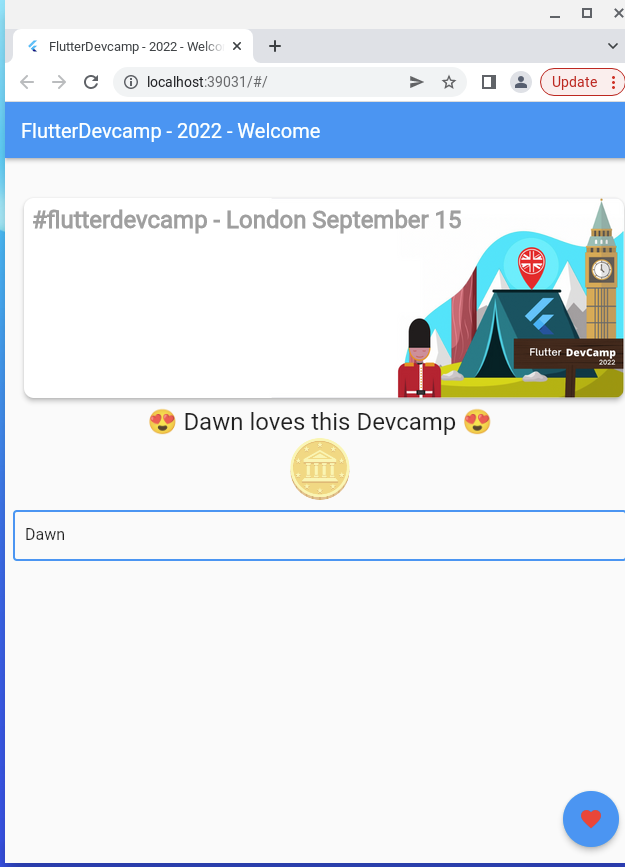 FlutterDevcamp - 2022 - Welco
localhost:39031/#/
Update
FlutterDevcamp - 2022 - Welcome
#flutterdevcamp - London September 15
Flutter DevCamp
2022
😍 Dawn loves this Devcamp 😍
Dawn